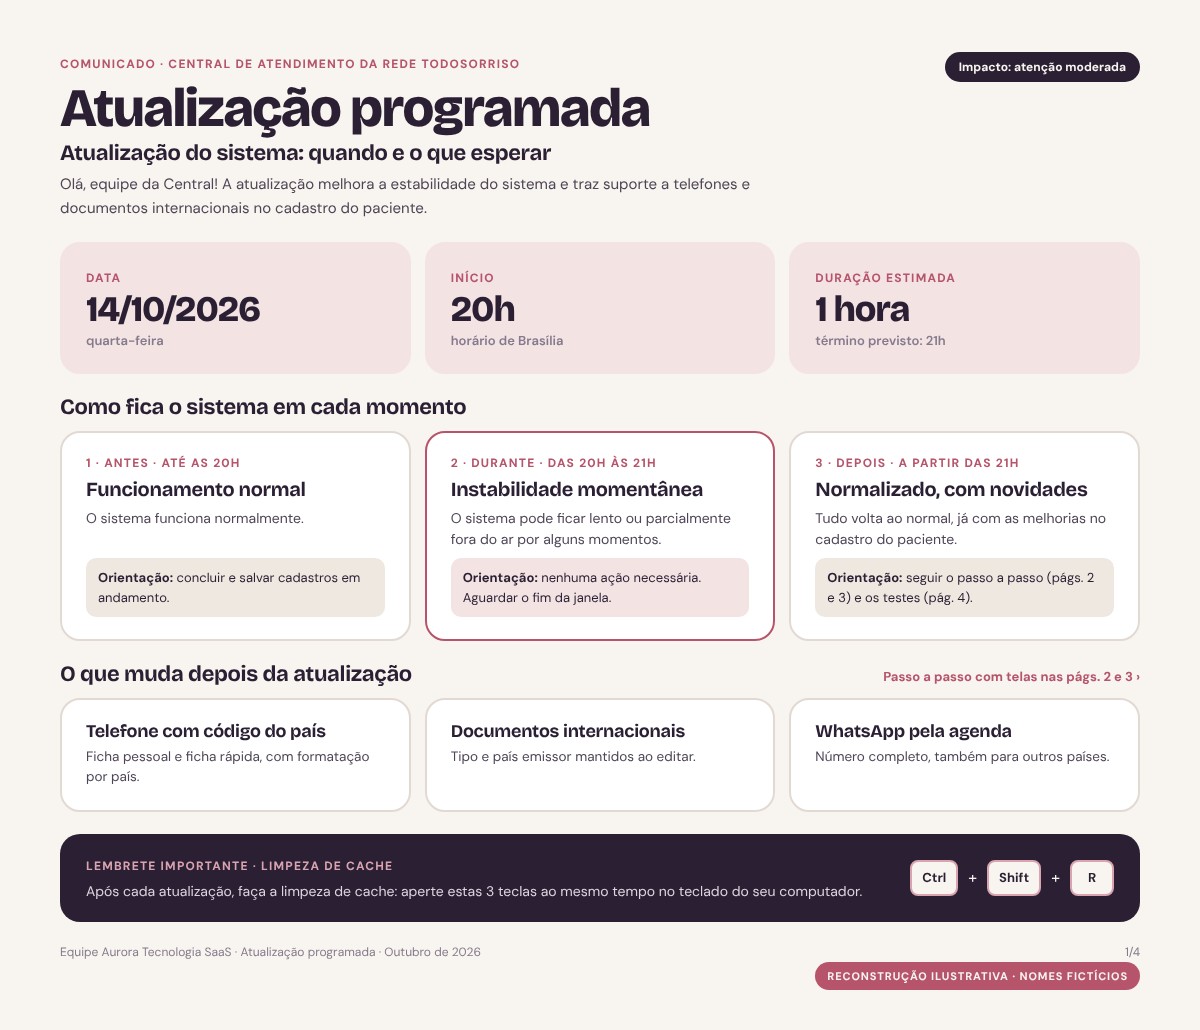 COMUNICADO · CENTRAL DE ATENDIMENTO DA REDE TODOSORRISO
Impacto: atenção moderada
Atualização programada
Atualização do sistema: quando e o que esperar
Olá, equipe da Central! A atualização melhora a estabilidade do sistema e traz suporte a telefones e
documentos internacionais no cadastro do paciente.
DATA
14/10/2026
quarta-feira
INÍCIO
20h
horário de Brasília
DURAÇÃO ESTIMADA
1 hora
término previsto: 21h
Como fica o sistema em cada momento
1 · ANTES · ATÉ AS 20H
Funcionamento normal
O sistema funciona normalmente.
Orientação: concluir e salvar cadastros em
andamento.
2 · DURANTE · DAS 20H ÀS 21H
Instabilidade momentânea
O sistema pode ficar lento ou parcialmente
fora do ar por alguns momentos.
Orientação: nenhuma ação necessária.
Aguardar o fim da janela.
3 · DEPOIS · A PARTIR DAS 21H
Normalizado, com novidades
Tudo volta ao normal, já com as melhorias no
cadastro do paciente.
Orientação: seguir o passo a passo (págs. 2
e 3) e os testes (pág. 4).
O que muda depois da atualização
Passo a passo com telas nas págs. 2 e 3 ›
Telefone com código do país
Ficha pessoal e ficha rápida, com formatação
por país.
Documentos internacionais
Tipo e país emissor mantidos ao editar.
WhatsApp pela agenda
Número completo, também para outros países.
LEMBRETE IMPORTANTE · LIMPEZA DE CACHE
Após cada atualização, faça a limpeza de cache: aperte estas 3 teclas ao mesmo tempo no teclado do seu computador.
Ctrl + Shift + R
Equipe Aurora Tecnologia SaaS · Atualização programada · Outubro de 2026
1/4
RECONSTRUÇÃO ILUSTRATIVA · NOMES FICTÍCIOS